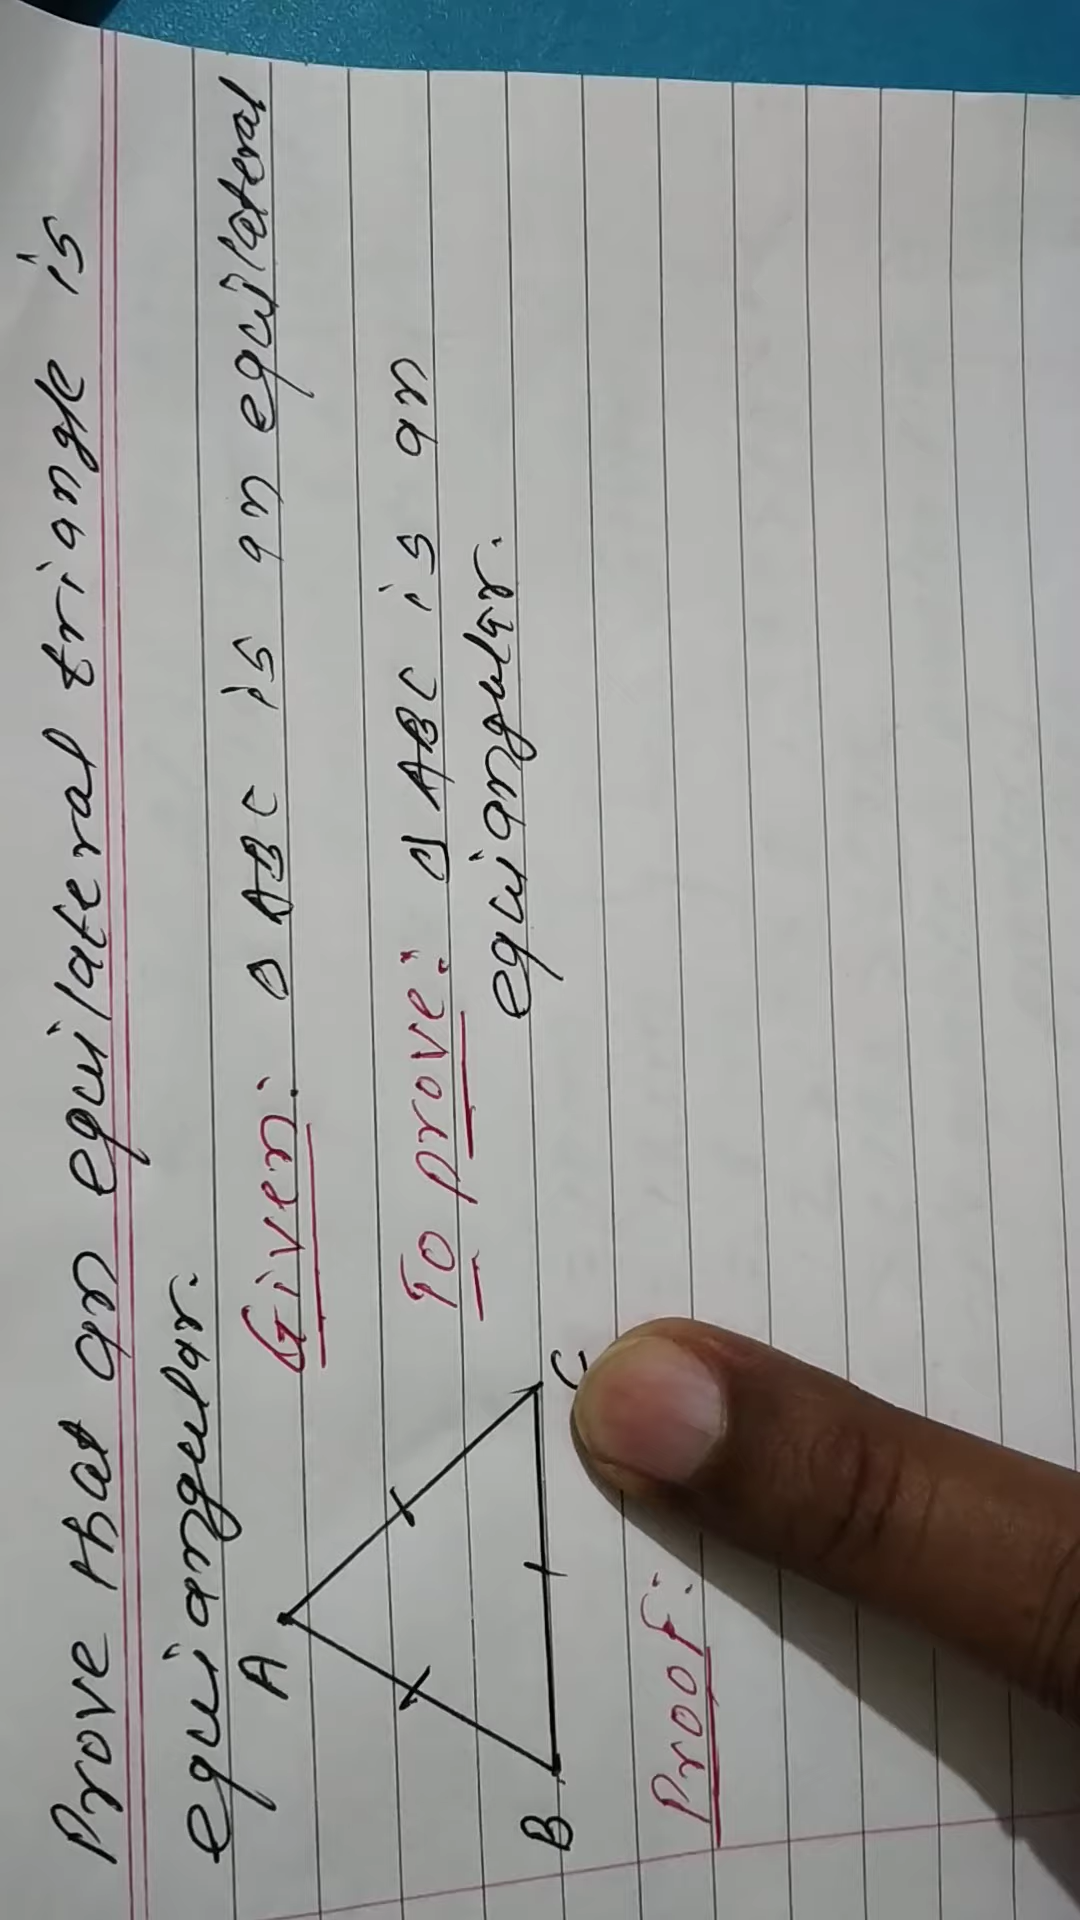 Prove that an equilateral triangle is
equiangular.
Given: Δ ABC is an equilateral
To prove: Δ ABC is an
equiangular.
A
B
C
Proof: